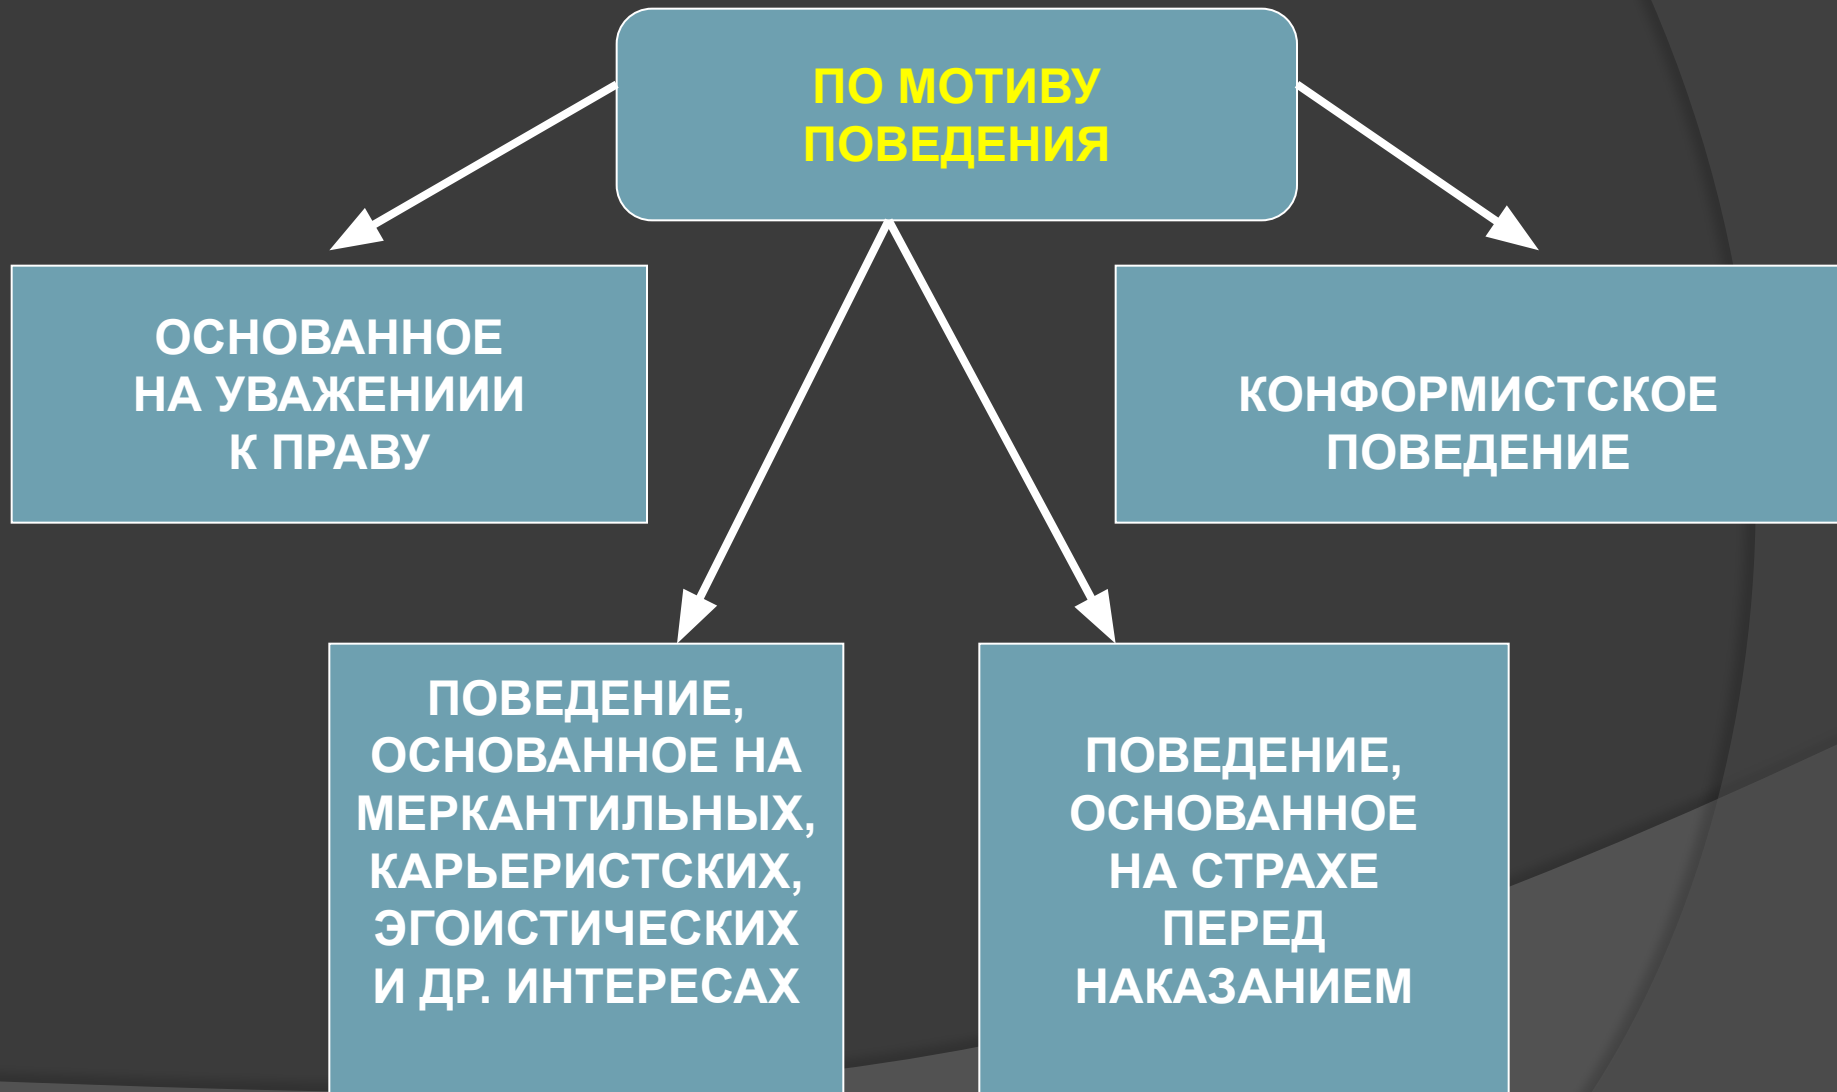 ПО МОТИВУ
ПОВЕДЕНИЯ
ОСНОВАННОЕ
НА УВАЖЕНИИИ
К ПРАВУ
КОНФОРМИСТСКОЕ
ПОВЕДЕНИЕ
ПОВЕДЕНИЕ,
ОСНОВАННОЕ НА
МЕРКАНТИЛЬНЫХ,
КАРЬЕРИСТСКИХ,
ЭГОИСТИЧЕСКИХ
И ДР. ИНТЕРЕСАХ
ПОВЕДЕНИЕ,
ОСНОВАННОЕ
НА СТРАХЕ
ПЕРЕД
НАКАЗАНИЕМ